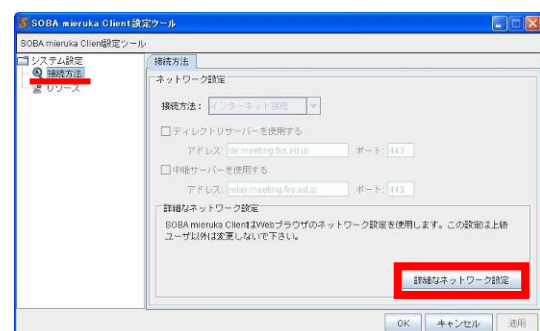 SOBA mieruka Client設定ツール
SOBA mieruka Client設定ツール
システム設定
接続方法
リソース
接続方法
ネットワーク設定
接続方法: インターネット接続
ディレクトリサーバーを使用する
アドレス: dir.meeting.fks.ed.jp ポート: 443
中継サーバーを使用する
アドレス: relay.meeting.fks.ed.jp ポート: 443
詳細なネットワーク設定
SOBA mieruka ClientはWebブラウザのネットワーク設定を使用します。この設定は上級
ユーザ以外は変更しないで下さい。
詳細なネットワーク設定
OK キャンセル 適用